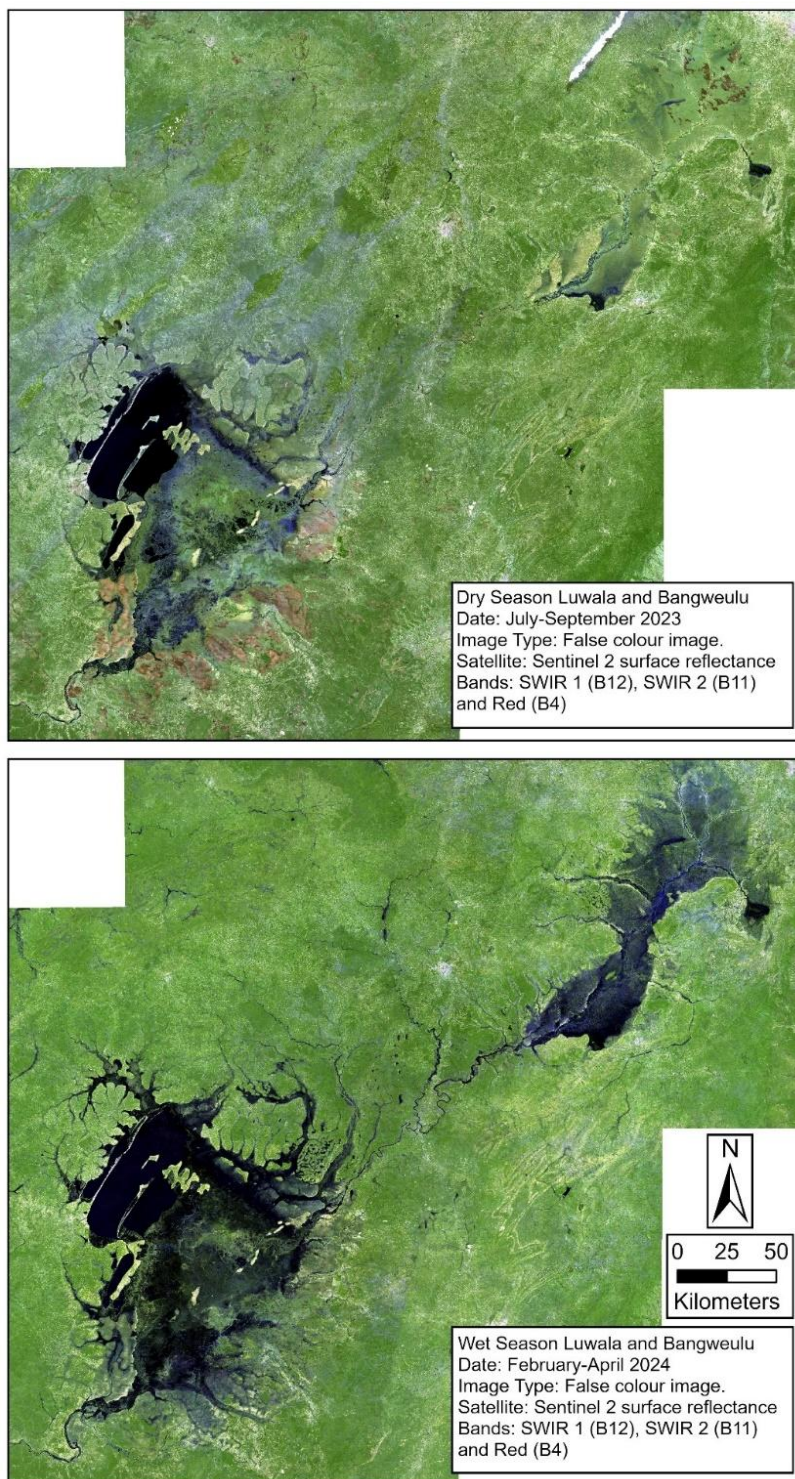 Dry Season Luwala and Bangweulu
Date: July-September 2023
Image Type: False colour image.
Satellite: Sentinel 2 surface reflectance
Bands: SWIR 1 (B12), SWIR 2 (B11)
and Red (B4)
N
0 25 50
Kilometers
Wet Season Luwala and Bangweulu
Date: February-April 2024
Image Type: False colour image.
Satellite: Sentinel 2 surface reflectance
Bands: SWIR 1 (B12), SWIR 2 (B11)
and Red (B4)